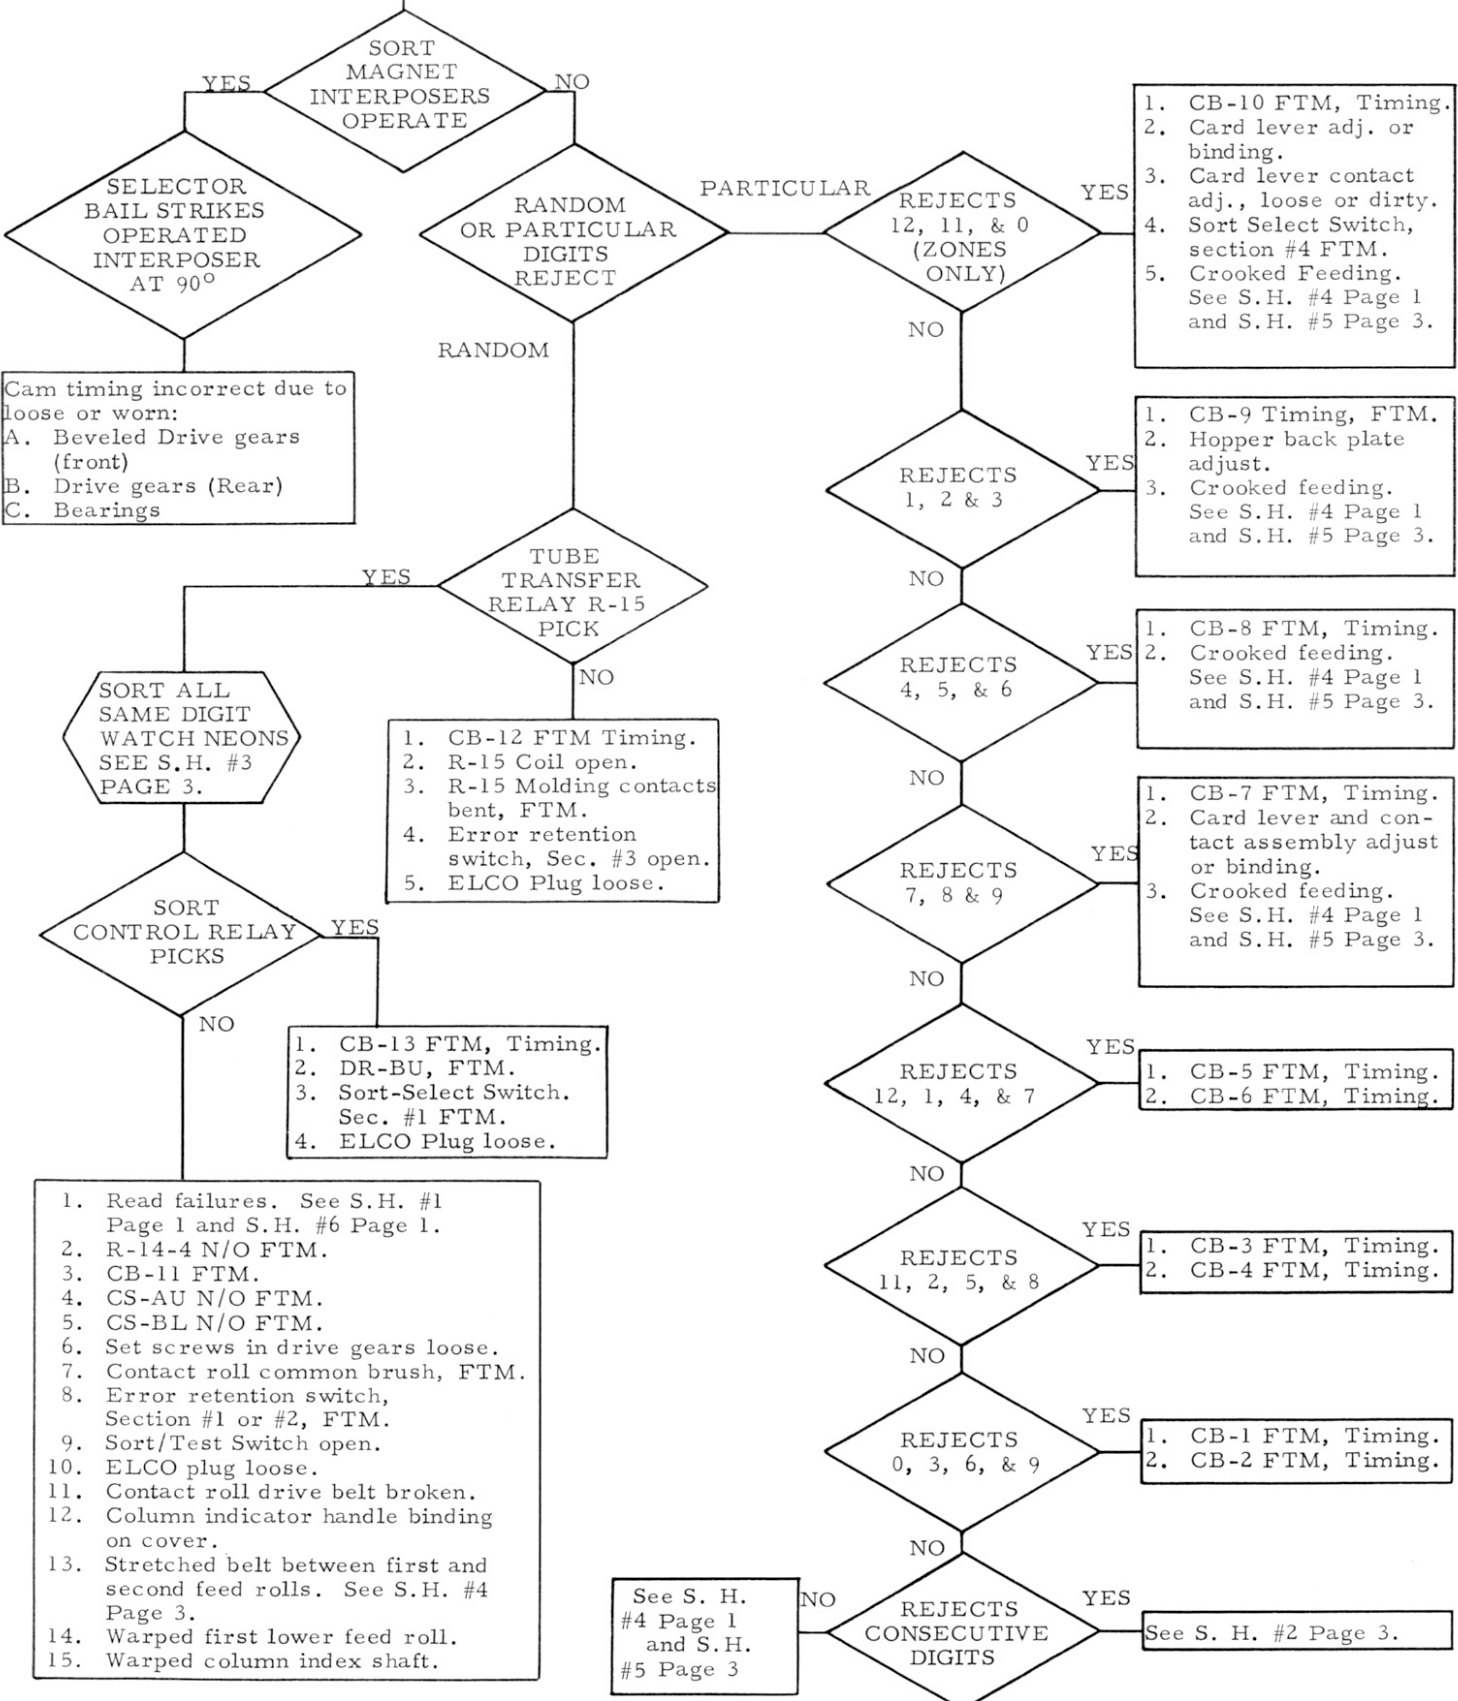 SORT
MAGNET
INTERPOSERS
OPERATE
YES
NO
SELECTOR
BAIL STRIKES
OPERATED
INTERPOSER
AT 90°
Cam timing incorrect due to
loose or worn:
A. Beveled Drive gears
(front)
B. Drive gears (Rear)
C. Bearings
RANDOM
OR PARTICULAR
DIGITS
REJECT
PARTICULAR
RANDOM
REJECTS
12, 11, & 0
(ZONES
ONLY)
YES
1. CB-10 FTM, Timing.
2. Card lever adj. or
binding.
3. Card lever contact
adj., loose or dirty.
4. Sort Select Switch,
section #4 FTM.
5. Crooked Feeding.
See S.H. #4 Page 1
and S.H. #5 Page 3.
NO
REJECTS
1, 2 & 3
YES
1. CB-9 Timing, FTM.
2. Hopper back plate
adjust.
3. Crooked feeding.
See S.H. #4 Page 1
and S.H. #5 Page 3.
NO
TUBE
TRANSFER
RELAY R-15
PICK
YES
NO
1. CB-12 FTM Timing.
2. R-15 Coil open.
3. R-15 Molding contacts
bent, FTM.
4. Error retention
switch, Sec. #3 open.
5. ELCO Plug loose.
SORT ALL
SAME DIGIT
WATCH NEONS
SEE S.H. #3
PAGE 3.
SORT
CONTROL RELAY
PICKS
YES
NO
1. CB-13 FTM, Timing.
2. DR-BU, FTM.
3. Sort-Select Switch.
Sec. #1 FTM.
4. ELCO Plug loose.
1. Read failures. See S.H. #1
Page 1 and S.H. #6 Page 1.
2. R-14-4 N/O FTM.
3. CB-11 FTM.
4. CS-AU N/O FTM.
5. CS-BL N/O FTM.
6. Set screws in drive gears loose.
7. Contact roll common brush, FTM.
8. Error retention switch,
Section #1 or #2, FTM.
9. Sort/Test Switch open.
10. ELCO plug loose.
11. Contact roll drive belt broken.
12. Column indicator handle binding
on cover.
13. Stretched belt between first and
second feed rolls. See S.H. #4
Page 3.
14. Warped first lower feed roll.
15. Warped column index shaft.
REJECTS
4, 5, & 6
YES
1. CB-8 FTM, Timing.
2. Crooked feeding.
See S.H. #4 Page 1
and S.H. #5 Page 3.
NO
REJECTS
7, 8 & 9
YES
1. CB-7 FTM, Timing.
2. Card lever and con-
tact assembly adjust
or binding.
3. Crooked feeding.
See S.H. #4 Page 1
and S.H. #5 Page 3.
NO
REJECTS
12, 1, 4, & 7
YES
1. CB-5 FTM, Timing.
2. CB-6 FTM, Timing.
NO
REJECTS
11, 2, 5, & 8
YES
1. CB-3 FTM, Timing.
2. CB-4 FTM, Timing.
NO
REJECTS
0, 3, 6, & 9
YES
1. CB-1 FTM, Timing.
2. CB-2 FTM, Timing.
NO
REJECTS
CONSECUTIVE
DIGITS
YES
See S. H. #2 Page 3.
NO
See S. H.
#4 Page 1
and S.H.
#5 Page 3